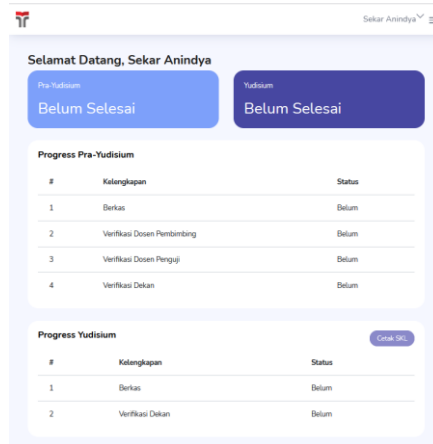 Sekar Anindya
Selamat Datang, Sekar Anindya
Pra-Yudisium
Belum Selesai
Yudisium
Belum Selesai
Progress Pra-Yudisium
# Kelengkapan Status
1 Berkas Belum
2 Verifikasi Dosen Pembimbing Belum
3 Verifikasi Dosen Penguji Belum
4 Verifikasi Dekan Belum
Progress Yudisium Cetak SKL
# Kelengkapan Status
1 Berkas Belum
2 Verifikasi Dekan Belum